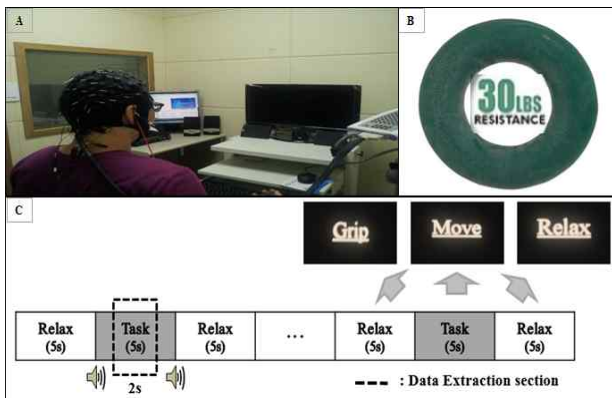 A
B
30LBS
RESISTANCE
C
Grip
Move
Relax
Relax
(5s)
Task
(5s)
Relax
(5s)
...
Relax
(5s)
Task
(5s)
Relax
(5s)
2s
: Data Extraction section